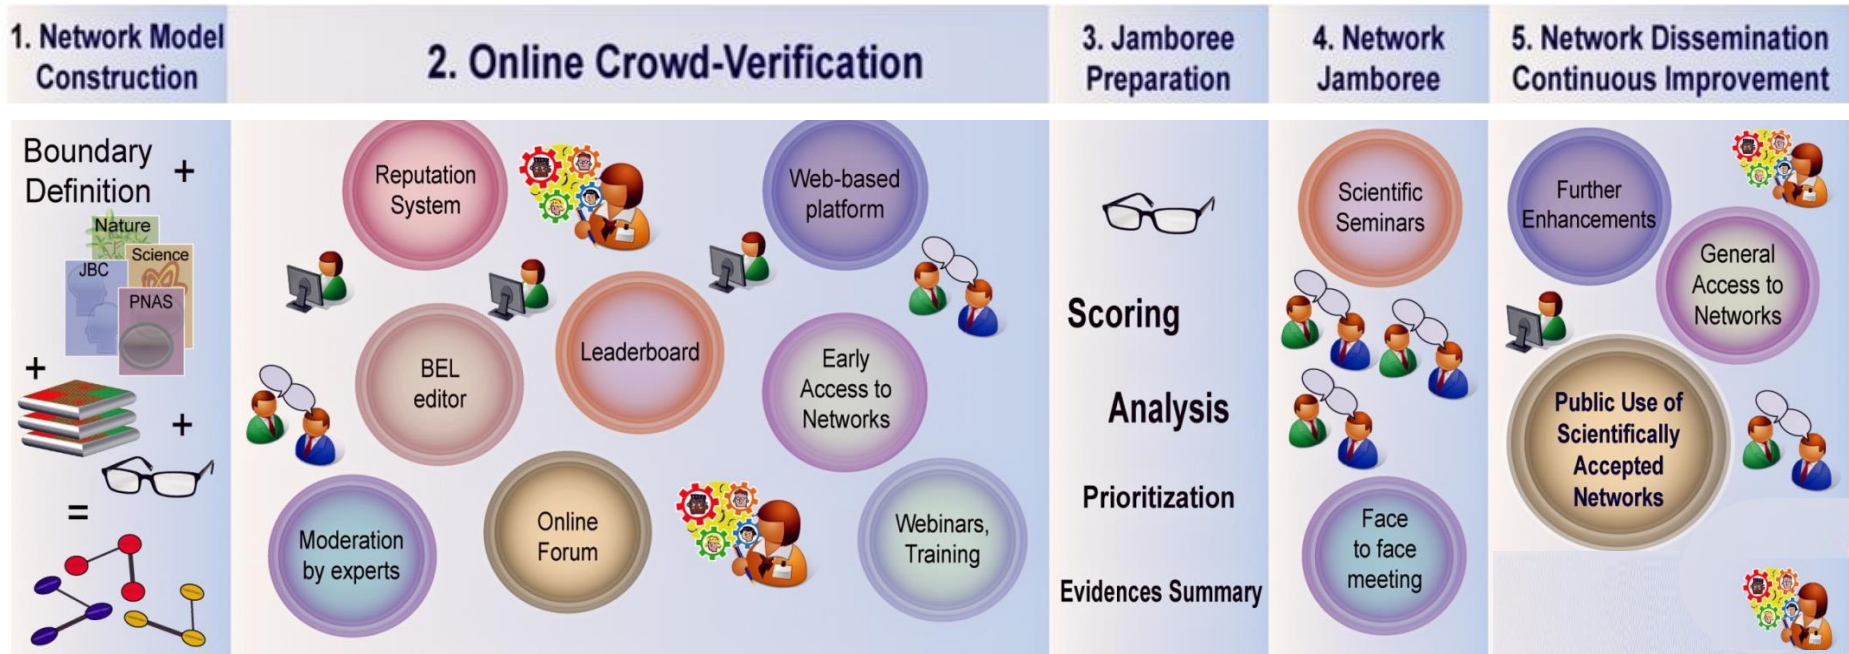 1. Network Model
Construction
2. Online Crowd-Verification
3. Jamboree
Preparation
4. Network
Jamboree
5. Network Dissemination
Continuous Improvement
Boundary
Definition
+
Nature
Science
JBC
PNAS
+
+
=
Reputation
System
Web-based
platform
Leaderboard
BEL
editor
Early
Access to
Networks
Moderation
by experts
Online
Forum
Webinars,
Training
Scoring
Analysis
Prioritization
Evidences Summary
Scientific
Seminars
Face
to face
meeting
Further
Enhancements
General
Access to
Networks
Public Use of
Scientifically
Accepted
Networks